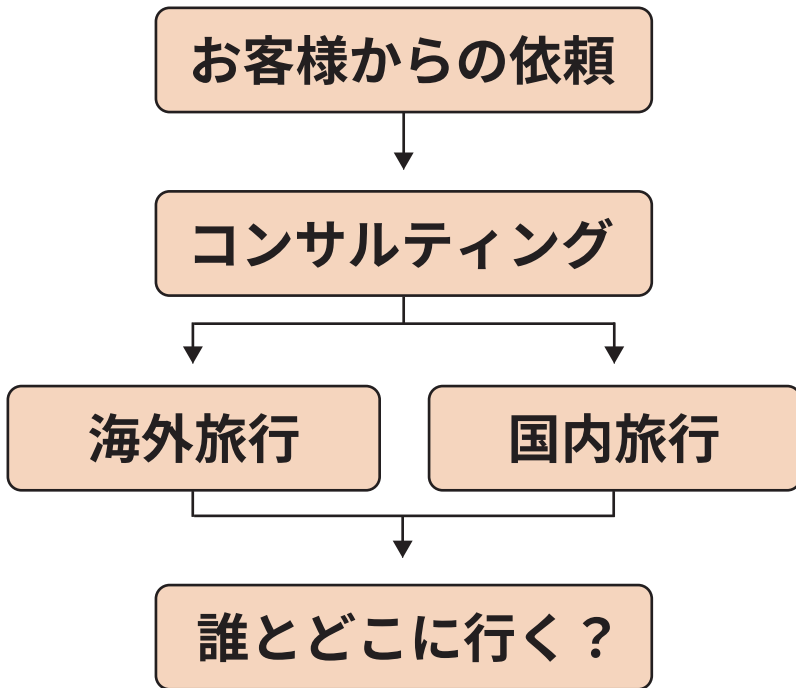 お客様からの依頼
コンサルティング
海外旅行
国内旅行
誰とどこに行く？